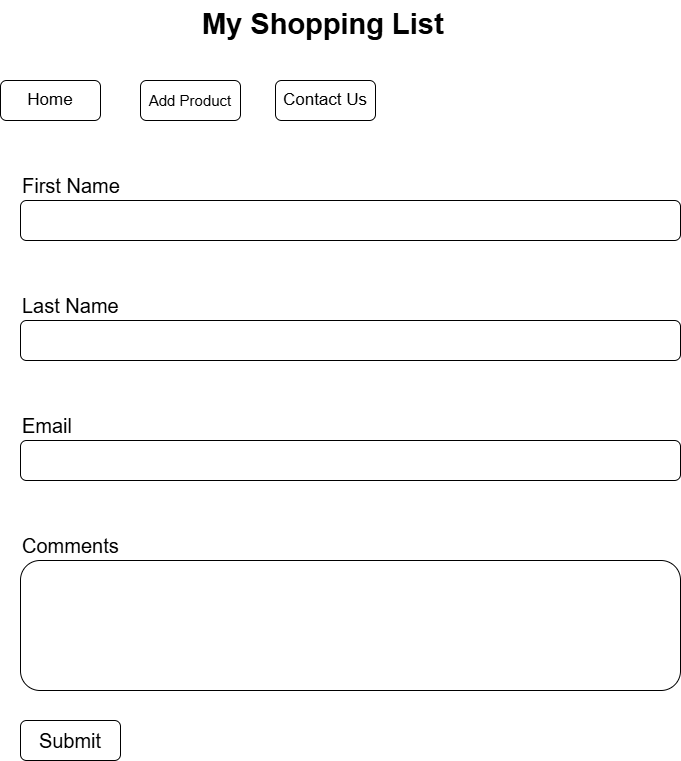 My Shopping List
Home Add Product Contact Us
First Name
Last Name
Email
Comments
Submit